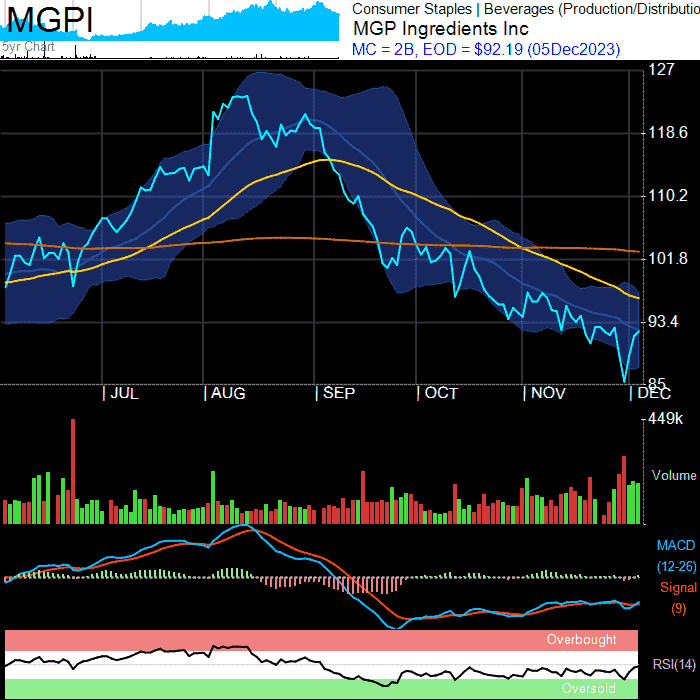 MGPI
5yr Chart
Consumer Staples | Beverages (Production/Distributio
MGP Ingredients Inc
MC = 2B, EOD = $92.19 (05Dec2023)
127
118.6
110.2
101.8
93.4
85
| JUL | AUG | SEP | OCT | NOV | DEC
449k
Volume
MACD
(12-26)
Signal
(9)
Overbought
RSI(14)
Oversold